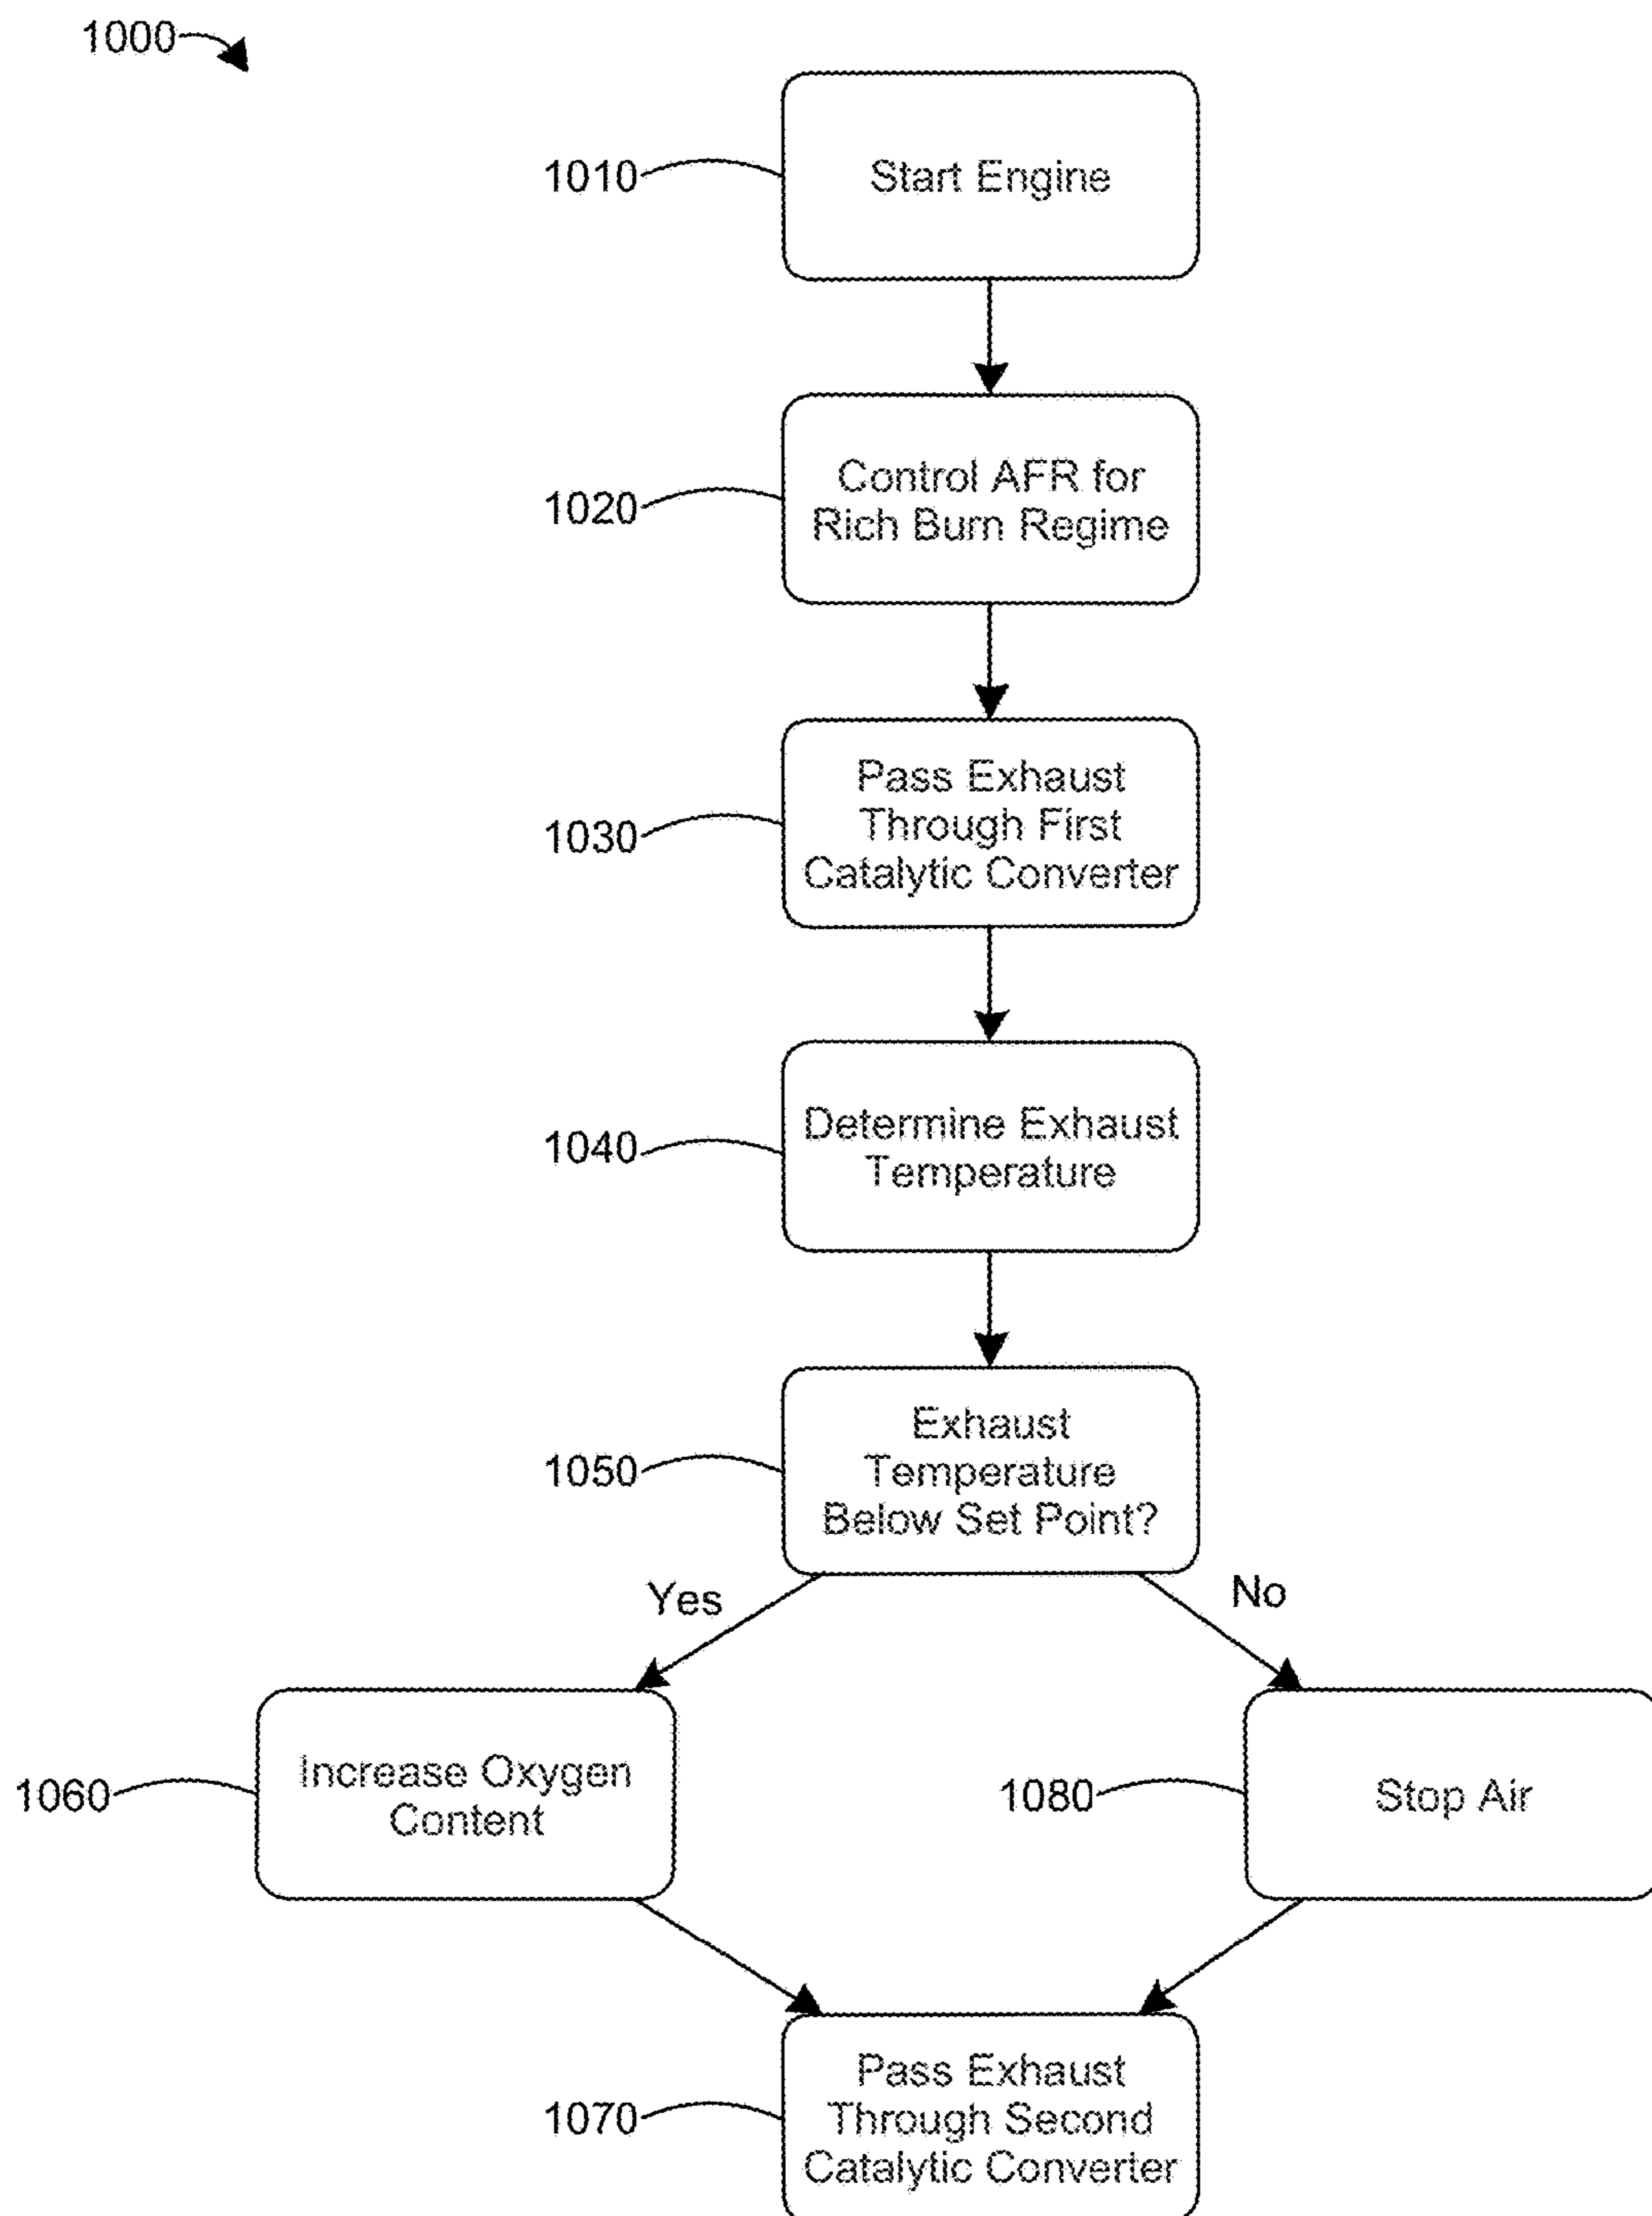 1000
1010
Start Engine
1020
Control AFR for
Rich Burn Regime
1030
Pass Exhaust
Through First
Catalytic Converter
1040
Determine Exhaust
Temperature
1050
Exhaust
Temperature
Below Set Point?
Yes
No
1060
Increase Oxygen
Content
1080
Stop Air
1070
Pass Exhaust
Through Second
Catalytic Converter